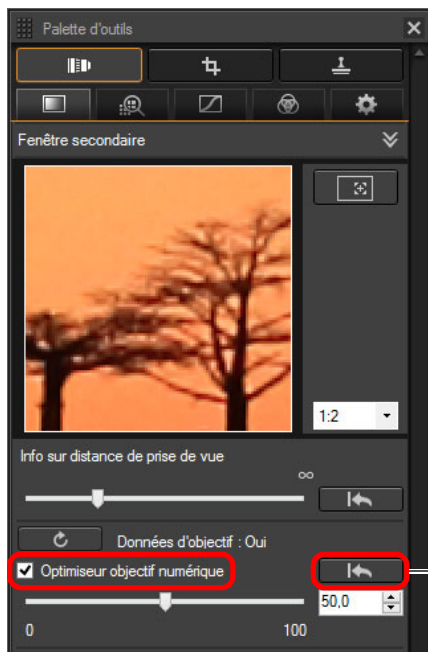 Palette d'outils
Fenêtre secondaire
1:2
Info sur distance de prise de vue
∞
Données d'objectif : Oui
Optimiseur objectif numérique
50,0
0 100